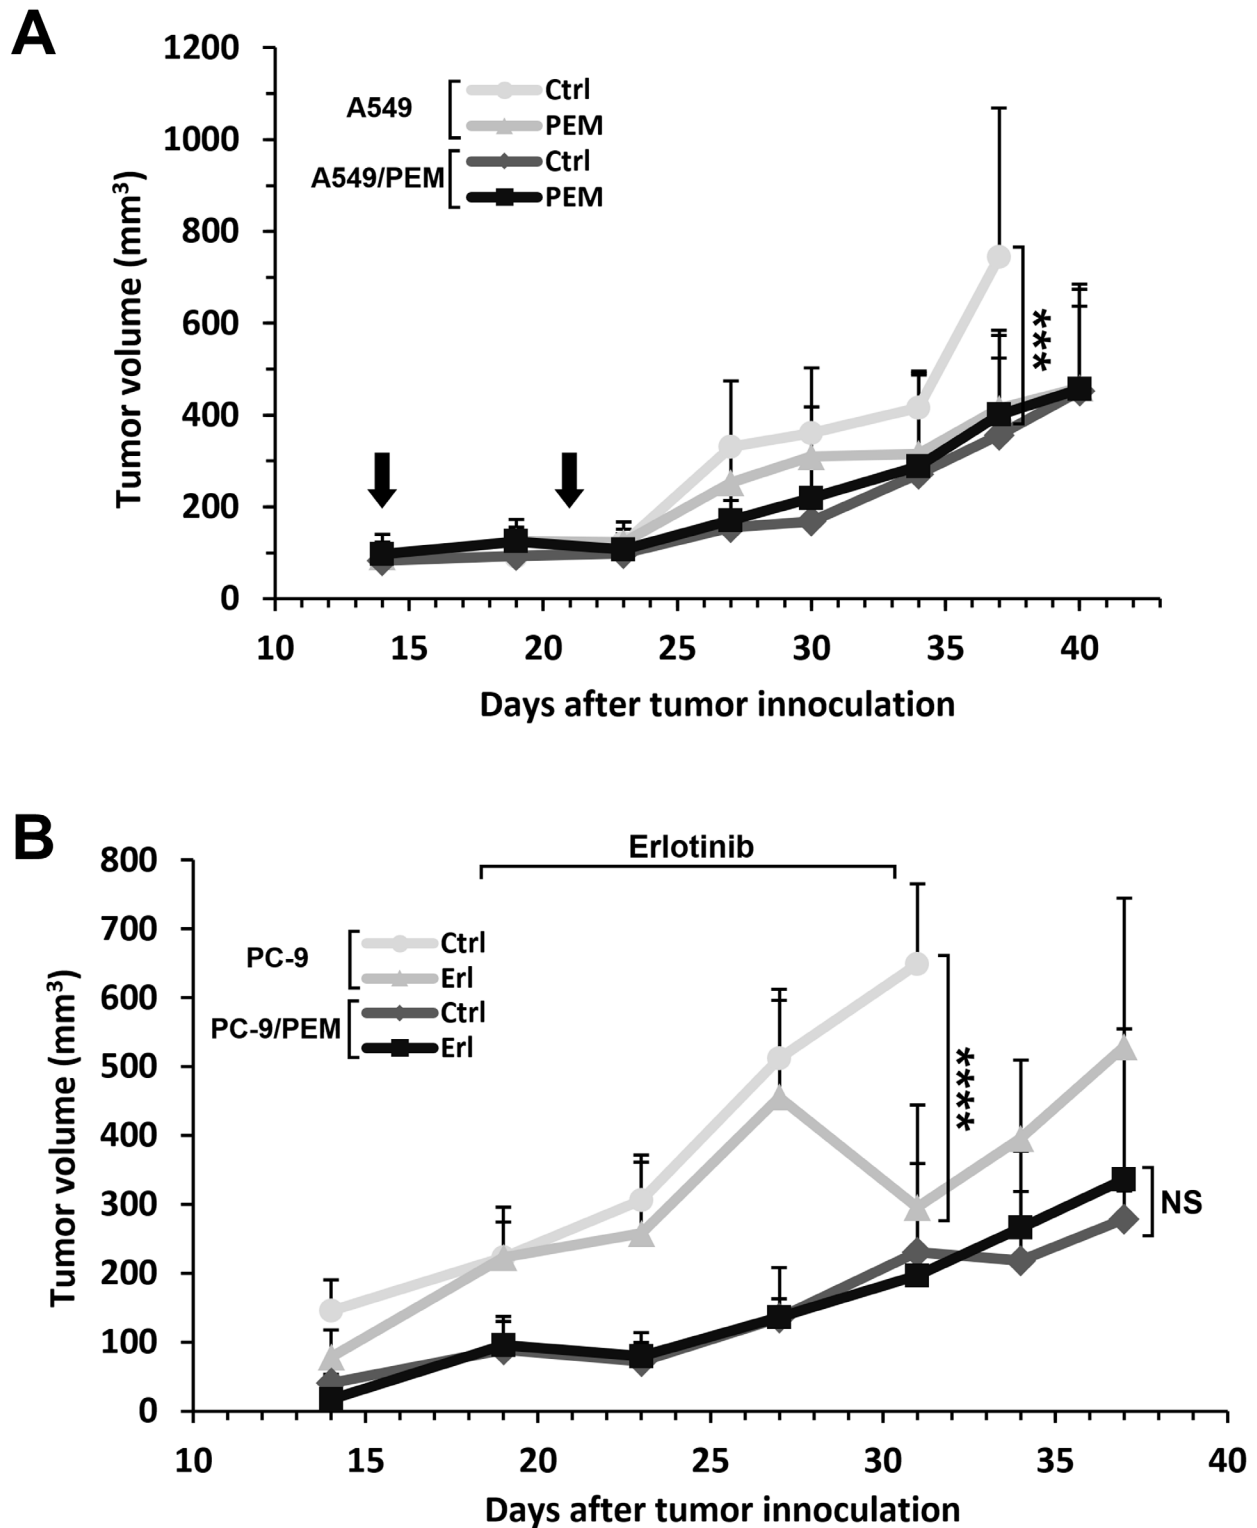 A
1200
1000
800
600
400
200
0
Tumor volume (mm³)
A549
Ctrl
PEM
A549/PEM
Ctrl
PEM
***
10 15 20 25 30 35 40
Days after tumor innoculation
B
800
700
600
500
400
300
200
100
0
Tumor volume (mm³)
Erlotinib
PC-9
Ctrl
Erl
PC-9/PEM
Ctrl
Erl
****
NS
10 15 20 25 30 35 40
Days after tumor innoculation